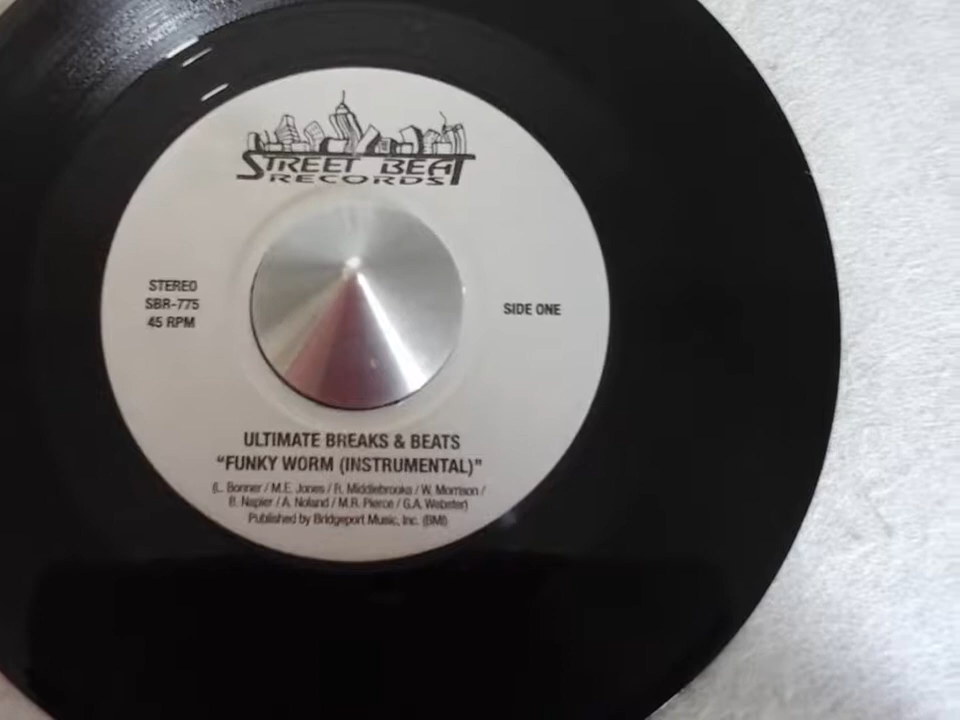 STREET BEAT
RECORDS
STEREO
SBR-775
45 RPM
SIDE ONE
ULTIMATE BREAKS & BEATS
"FUNKY WORM (INSTRUMENTAL)"
(L. Bonner / M.E. Jones / R. Middlebrooks / W. Morrison /
B. Napier / A. Noland / M.R. Pierce / G.A. Webster)
Published by Bridgeport Music, Inc. (BMI)